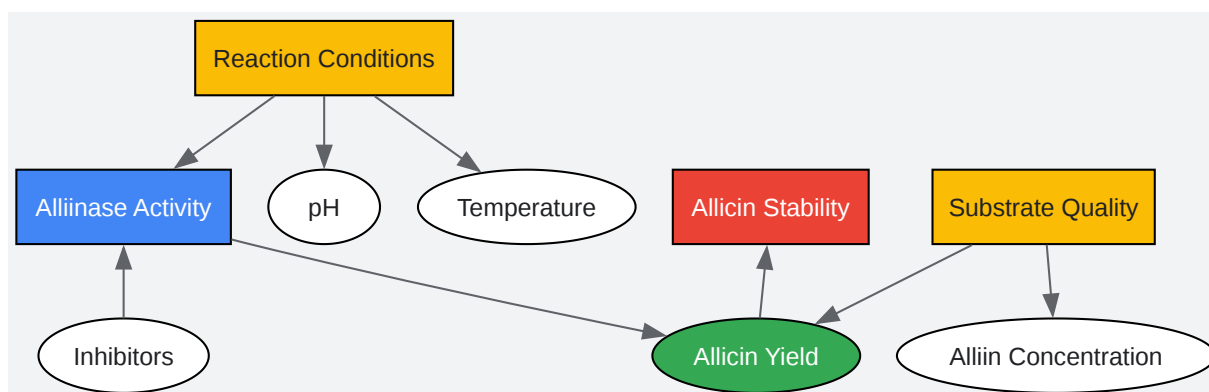 Reaction Conditions
Alliinase Activity
pH
Temperature
Allicin Stability
Substrate Quality
Inhibitors
Allicin Yield
Alliin Concentration